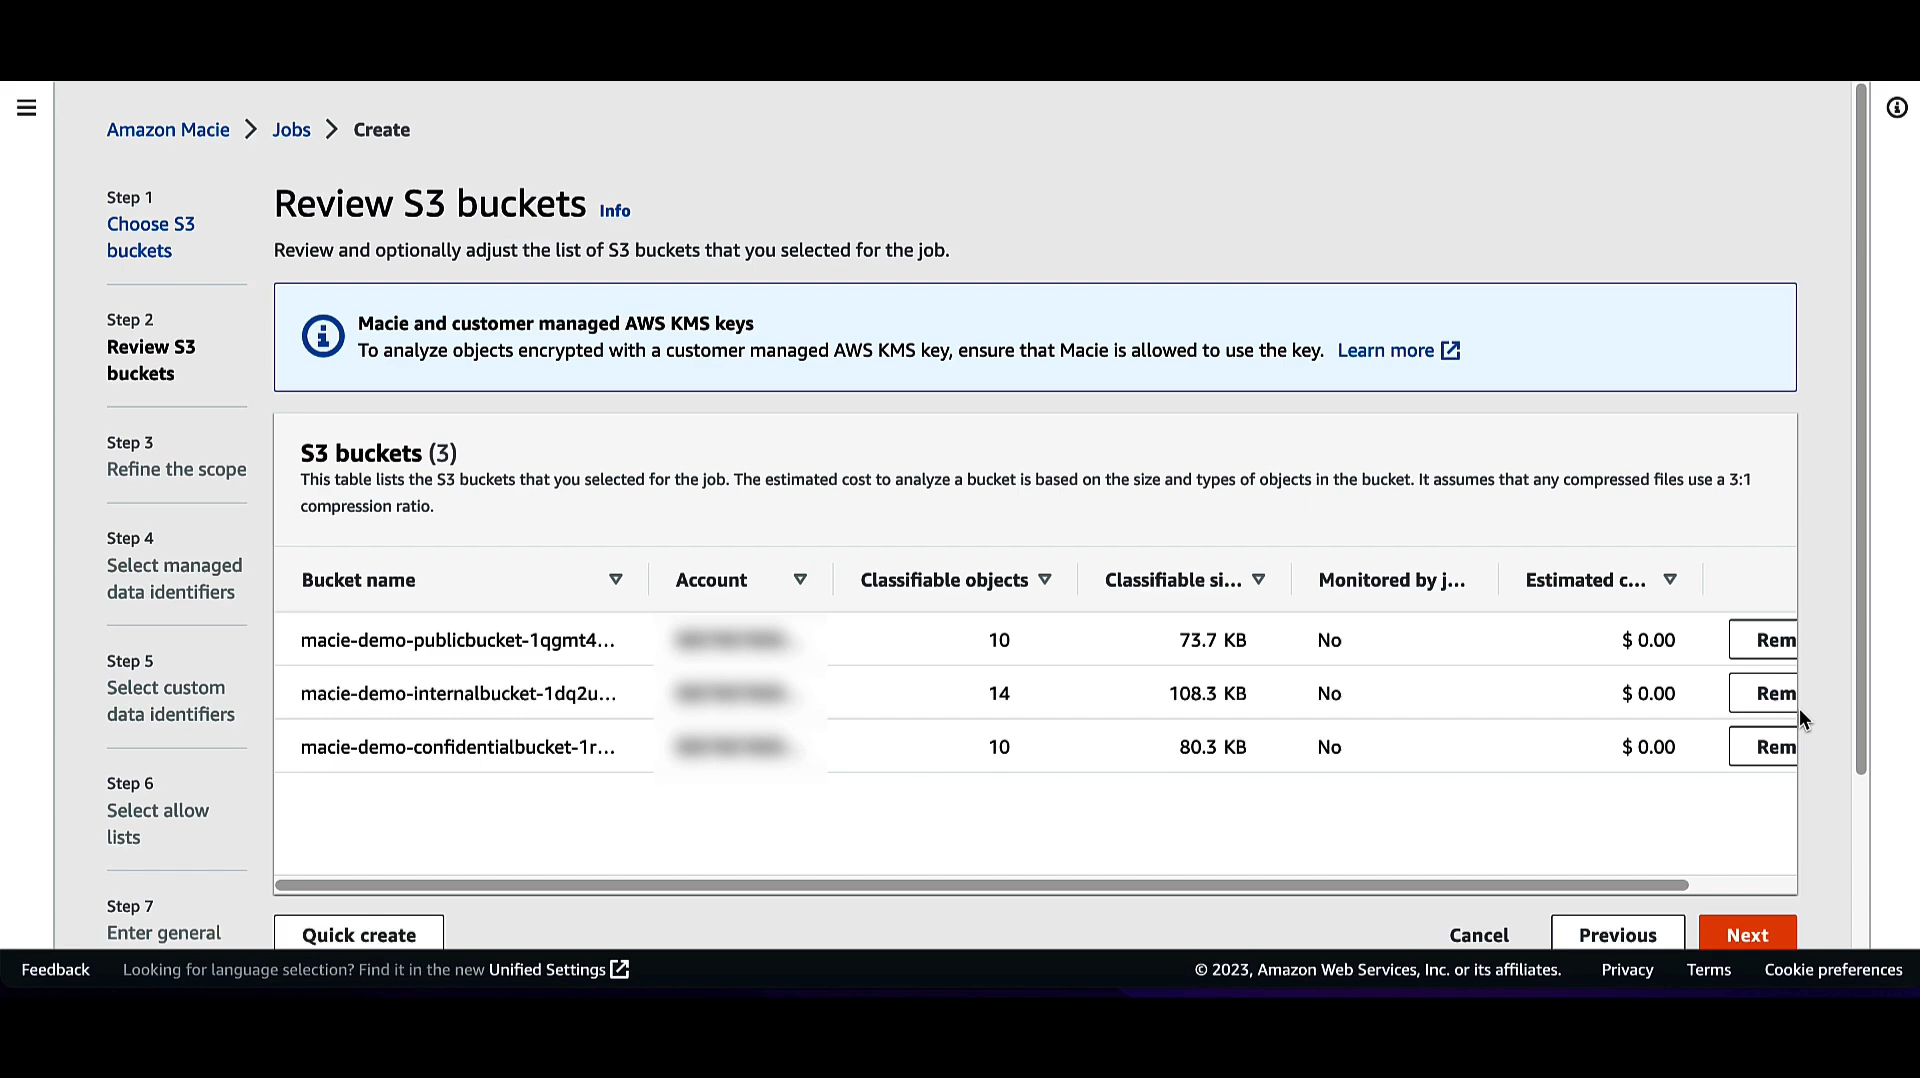 Amazon Macie > Jobs > Create
Step 1
Choose S3
buckets
Step 2
Review S3
buckets
Step 3
Refine the scope
Step 4
Select managed
data identifiers
Step 5
Select custom
data identifiers
Step 6
Select allow
lists
Step 7
Enter general
Review S3 buckets Info
Review and optionally adjust the list of S3 buckets that you selected for the job.
Macie and customer managed AWS KMS keys
To analyze objects encrypted with a customer managed AWS KMS key, ensure that Macie is allowed to use the key. Learn more
S3 buckets (3)
This table lists the S3 buckets that you selected for the job. The estimated cost to analyze a bucket is based on the size and types of objects in the bucket. It assumes that any compressed files use a 3:1
compression ratio.
Bucket name Account Classifiable objects Classifiable si... Monitored by j... Estimated c...
macie-demo-publicbucket-1qgmt4... 10 73.7 KB No $ 0.00 Rem
macie-demo-internalbucket-1dq2u... 14 108.3 KB No $ 0.00 Rem
macie-demo-confidentialbucket-1r... 10 80.3 KB No $ 0.00 Rem
Quick create Cancel Previous Next
Feedback Looking for language selection? Find it in the new Unified Settings © 2023, Amazon Web Services, Inc. or its affiliates. Privacy Terms Cookie preferences